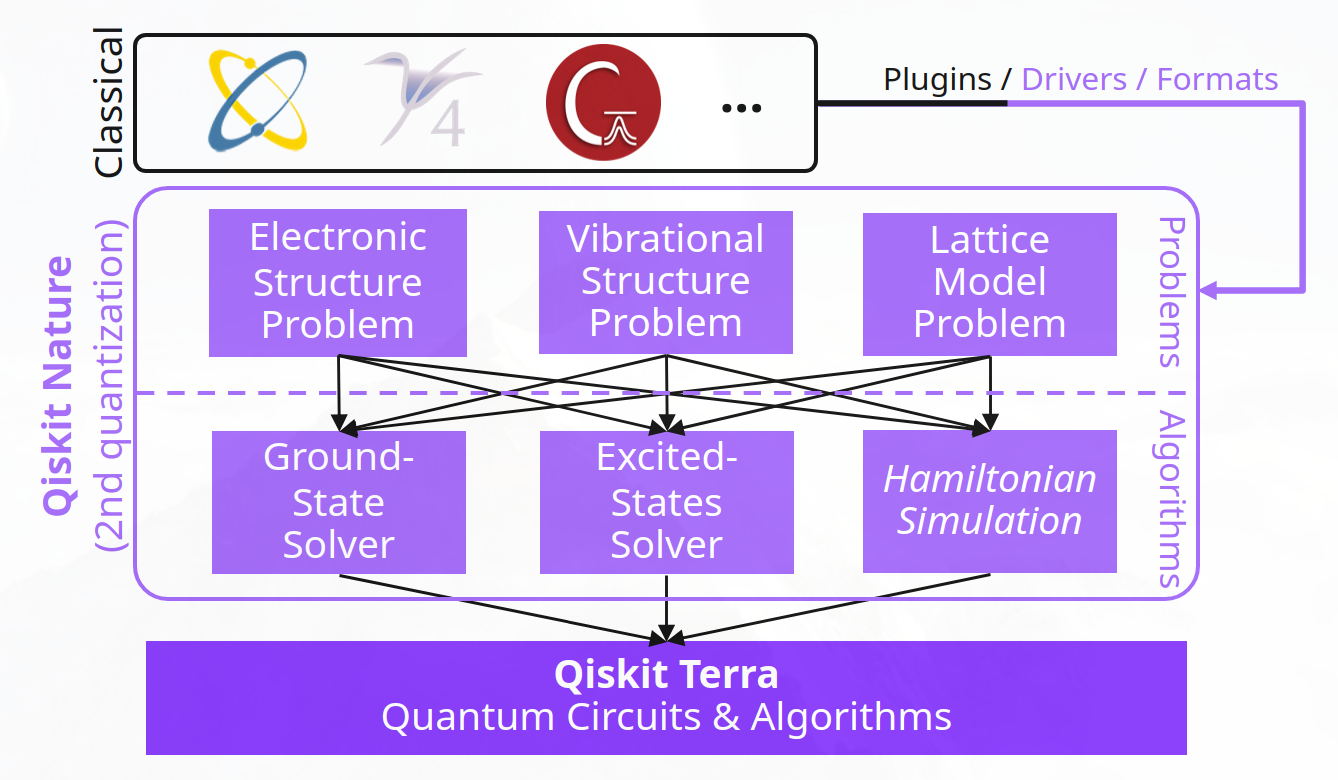 Classical
4
C
...
Plugins / Drivers / Formats
Qiskit Nature
(2nd quantization)
Problems
Electronic
Structure
Problem
Vibrational
Structure
Problem
Lattice
Model
Problem
Algorithms
Ground-
State
Solver
Excited-
States
Solver
Hamiltonian
Simulation
Qiskit Terra
Quantum Circuits & Algorithms